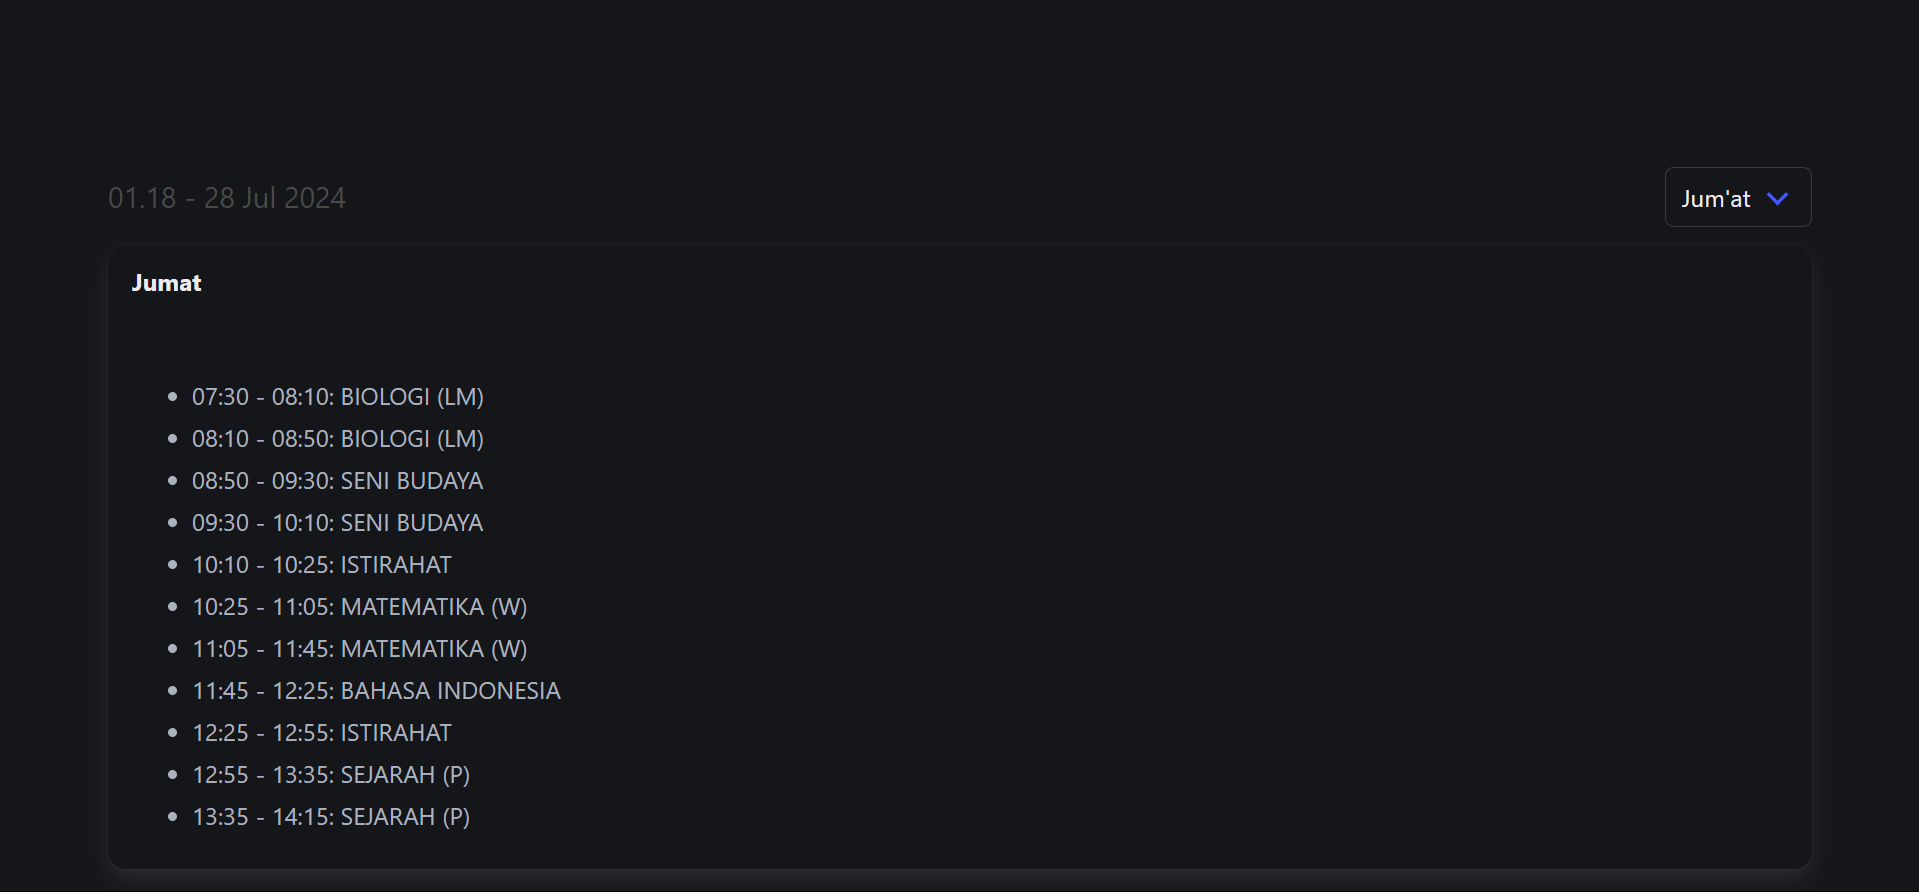 01.18 - 28 Jul 2024
Jum'at
Jumat
07:30 - 08:10: BIOLOGI (LM)
08:10 - 08:50: BIOLOGI (LM)
08:50 - 09:30: SENI BUDAYA
09:30 - 10:10: SENI BUDAYA
10:10 - 10:25: ISTIRAHAT
10:25 - 11:05: MATEMATIKA (W)
11:05 - 11:45: MATEMATIKA (W)
11:45 - 12:25: BAHASA INDONESIA
12:25 - 12:55: ISTIRAHAT
12:55 - 13:35: SEJARAH (P)
13:35 - 14:15: SEJARAH (P)